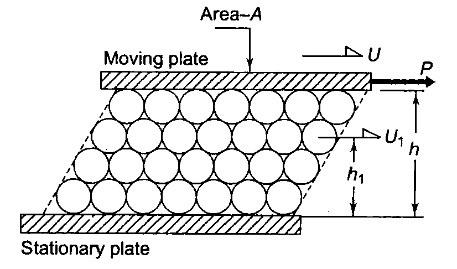 Area–A
U
Moving plate
P
U₁
h
h₁
Stationary plate